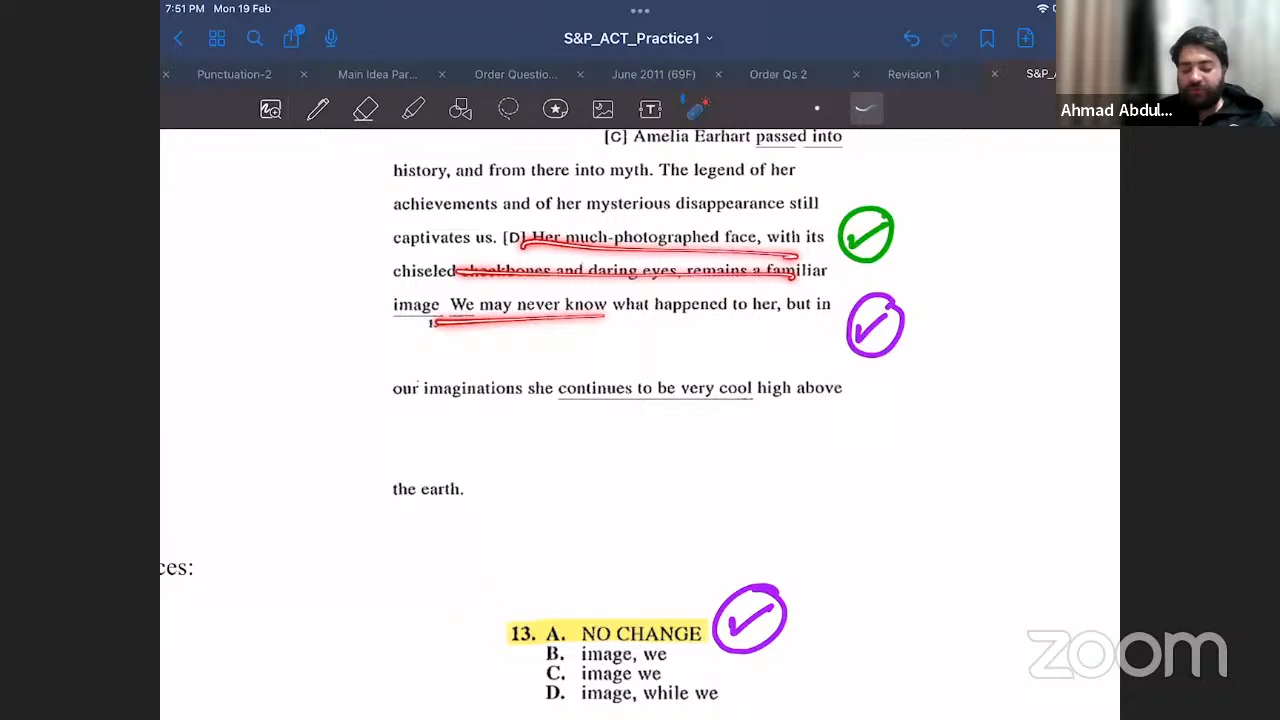 7:51 PM Mon 19 Feb
S&P_ACT_Practice1
Punctuation-2
Main Idea Par...
Order Questio...
June 2011 (69F)
Order Qs 2
Revision 1
S&P_A
Ahmad Abdul...
[C] Amelia Earhart passed into
history, and from there into myth. The legend of her
achievements and of her mysterious disappearance still
captivates us. [D] Her much-photographed face, with its
chiseled cheekbones and daring eyes, remains a familiar
image We may never know what happened to her, but in
our imaginations she continues to be very cool high above
the earth.
ces:
13. A. NO CHANGE
B. image, we
C. image we
D. image, while we
zoom